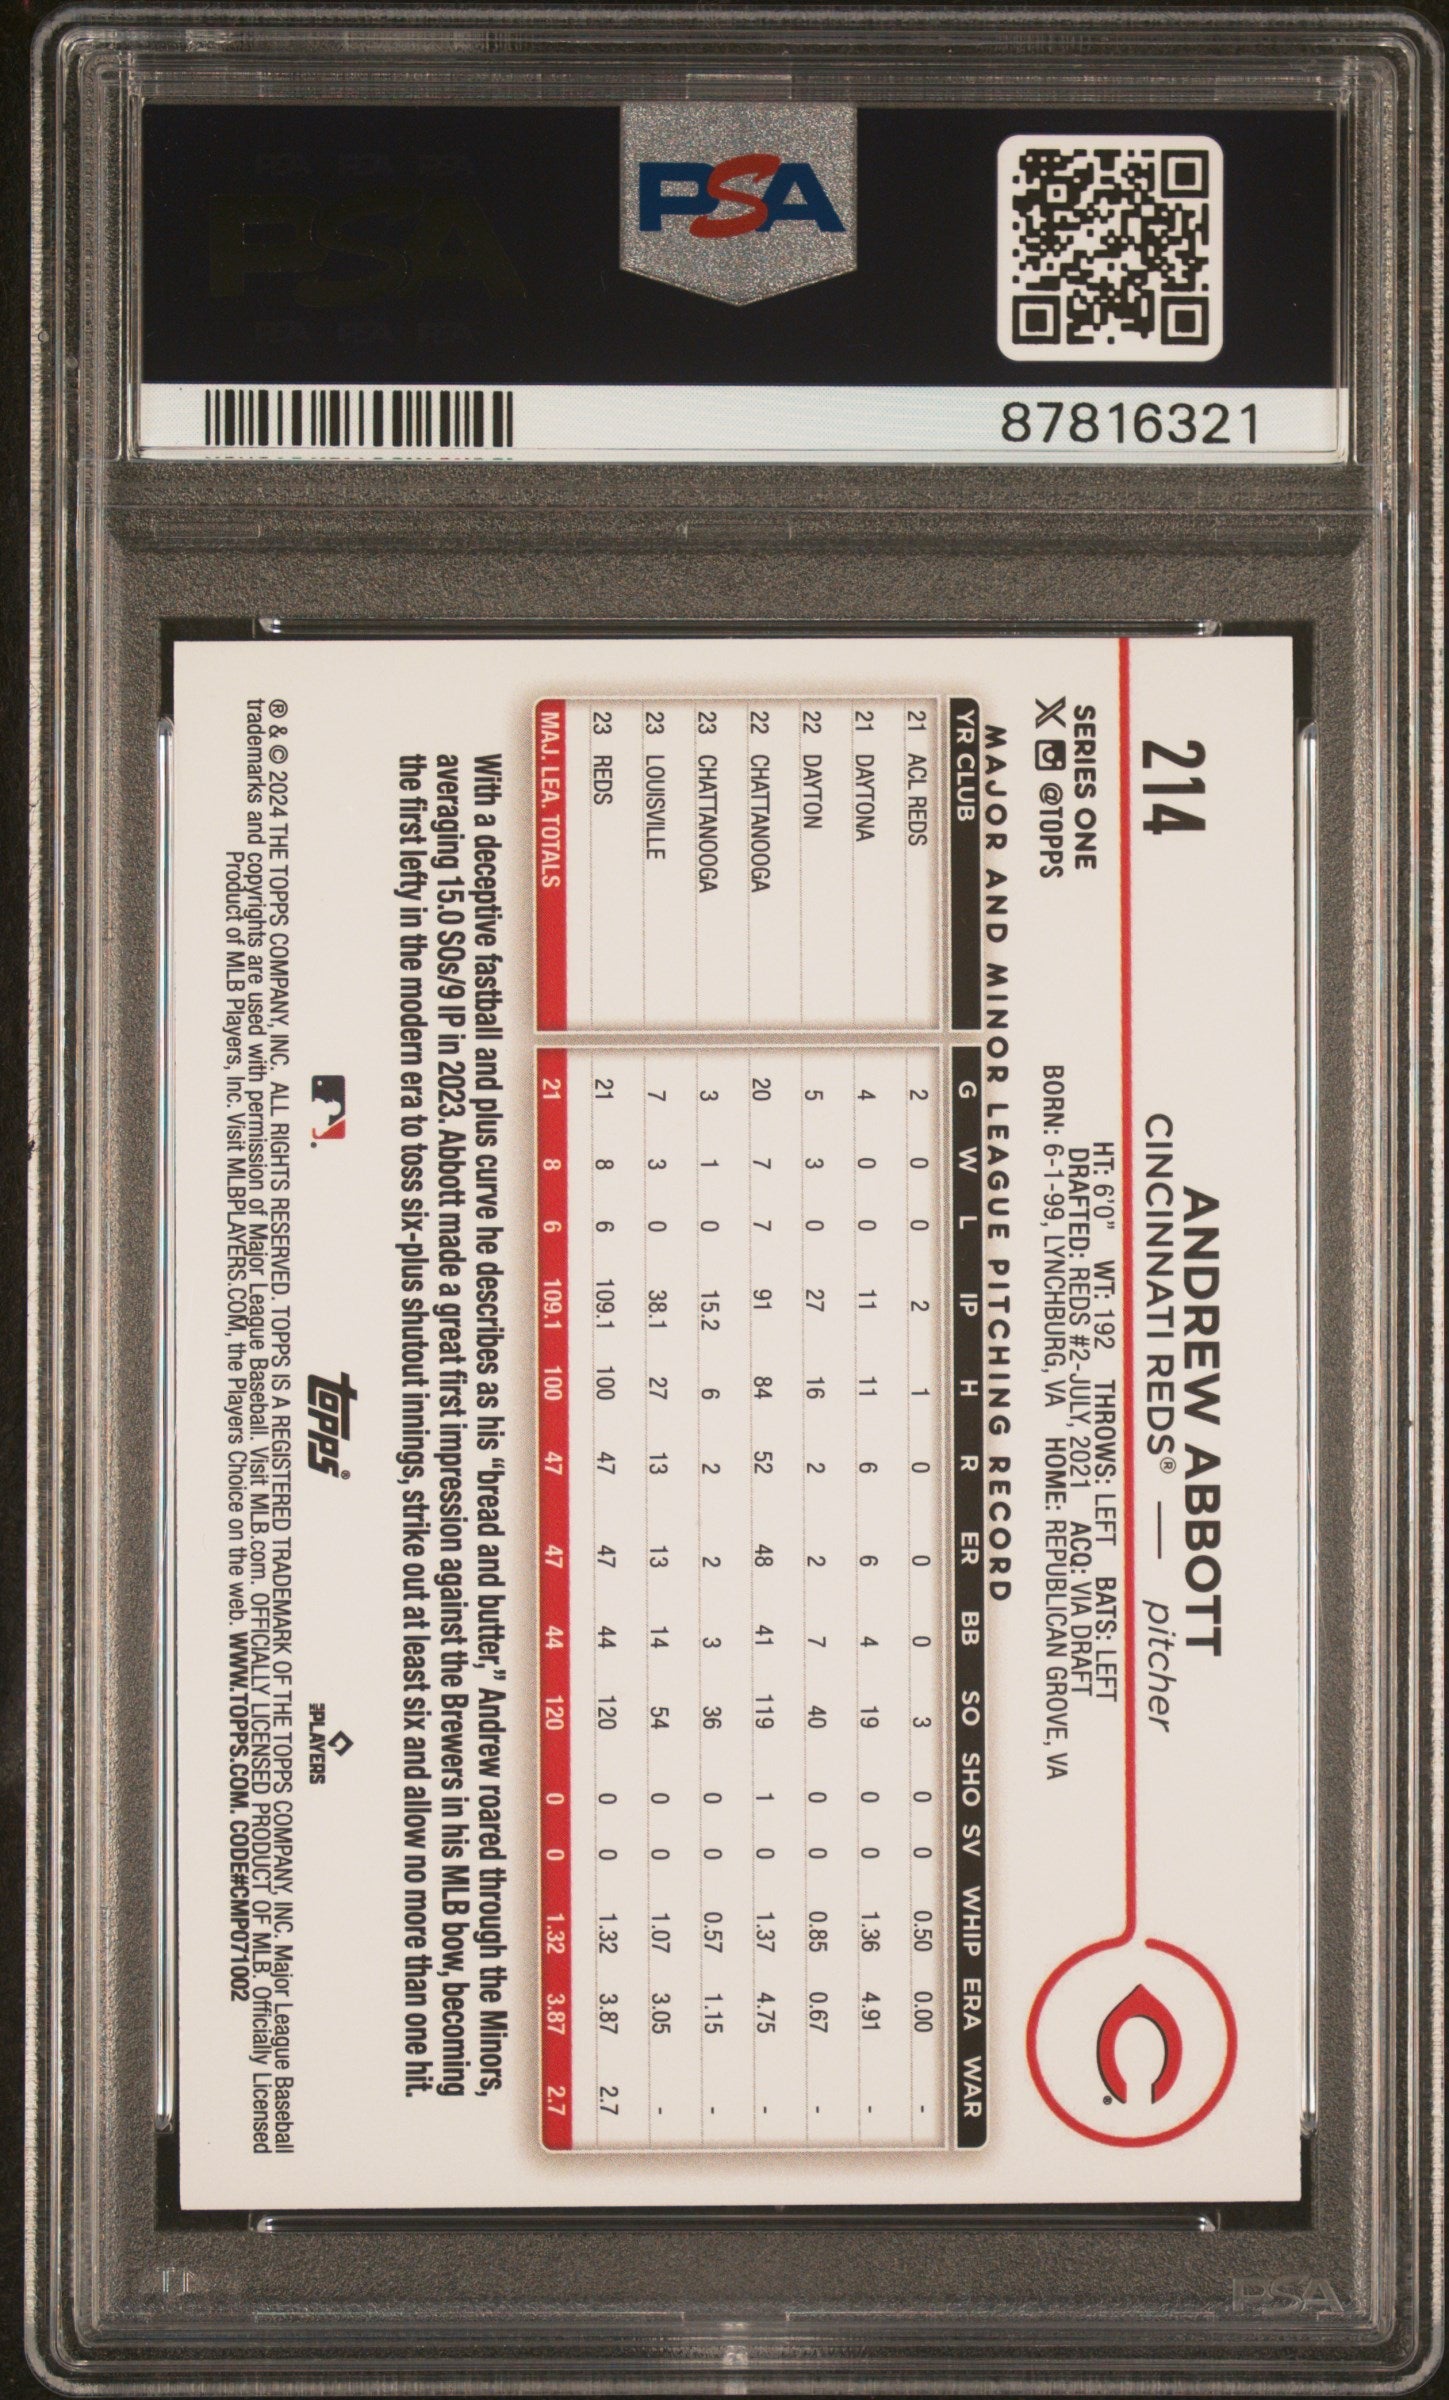 PSA
87816321
214
ANDREW ABBOTT
CINCINNATI REDS® — pitcher
SERIES ONE
@TOPPS
HT: 6'0" WT: 192 THROWS: LEFT BATS: LEFT
DRAFTED: REDS #2-JULY, 2021 ACQ: VIA DRAFT
BORN: 6-1-99, LYNCHBURG, VA HOME: REPUBLICAN GROVE, VA
MAJOR AND MINOR LEAGUE PITCHING RECORD
YR CLUB G W L IP H R ER BB SO SHO SV WHIP ERA WAR
21 ACL REDS 2 0 0 2 1 0 0 0 3 0 0 0.50 0.00 -
21 DAYTONA 4 0 0 11 11 6 6 4 19 0 0 1.36 4.91 -
22 DAYTON 5 3 0 27 16 2 2 7 40 0 0 0.85 0.67 -
22 CHATTANOOGA 20 7 7 91 84 52 48 41 119 1 0 1.37 4.75 -
23 CHATTANOOGA 3 1 0 15.2 6 2 2 3 36 0 0 0.57 1.15 -
23 LOUISVILLE 7 3 0 38.1 27 13 13 14 54 0 0 1.07 3.05 -
23 REDS 21 8 6 109.1 100 47 47 44 120 0 0 1.32 3.87 2.7
MAJ. LEA. TOTALS 21 8 6 109.1 100 47 47 44 120 0 0 1.32 3.87 2.7
With a deceptive fastball and plus curve he describes as his "bread and butter," Andrew roared through the Minors,
averaging 15.0 SOs/9 IP in 2023. Abbott made a great first impression against the Brewers in his MLB bow, becoming
the first lefty in the modern era to toss six-plus shutout innings, strike out at least six and allow no more than one hit.
topps®
PLAYERS
® & © 2024 THE TOPPS COMPANY, INC. ALL RIGHTS RESERVED. TOPPS IS A REGISTERED TRADEMARK OF THE TOPPS COMPANY, INC. Major League Baseball
trademarks and copyrights are used with permission of Major League Baseball. Visit MLB.com. OFFICIALLY LICENSED PRODUCT OF MLB. Officially Licensed
Product of MLB Players, Inc. Visit MLBPLAYERS.COM, the Players Choice on the web. WWW.TOPPS.COM. CODE#CMP071002
PSA